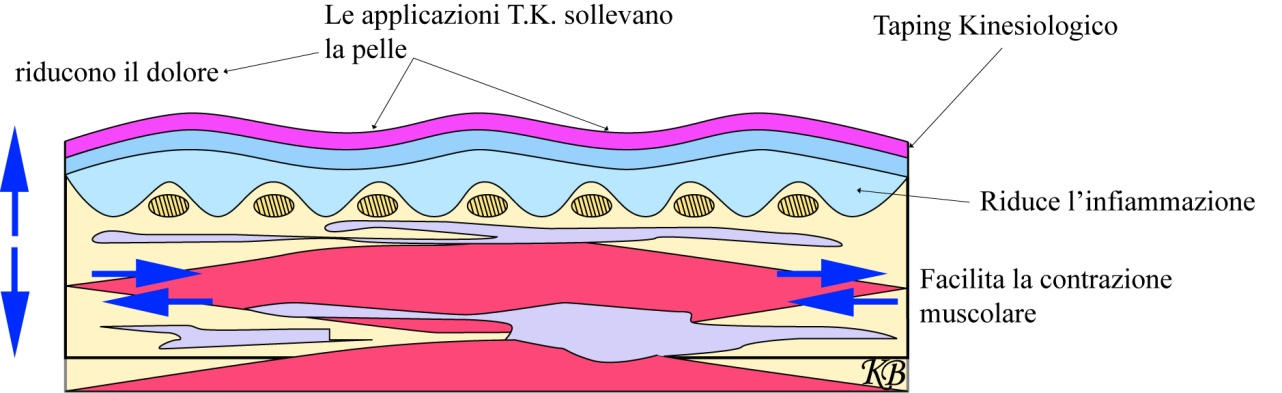 Le applicazioni T.K. sollevano
la pelle
Taping Kinesiologico
riducono il dolore
Riduce l’infiammazione
Facilita la contrazione
muscolare
KB